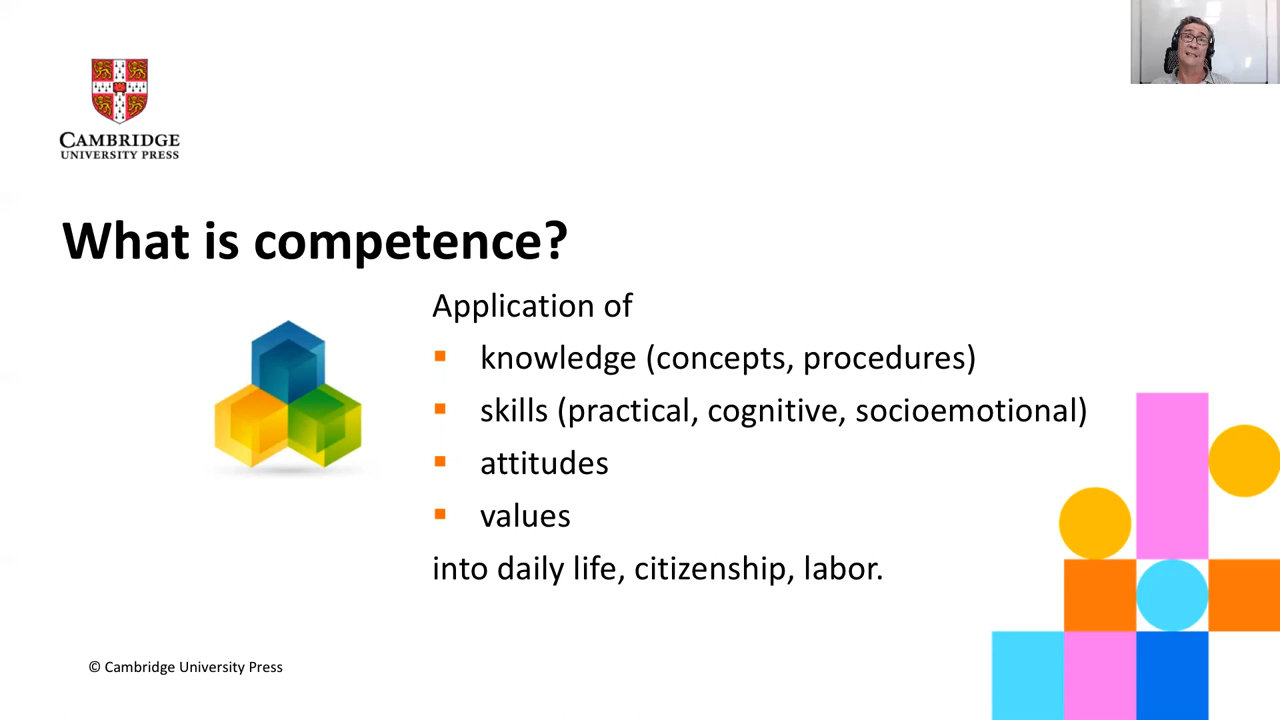 CAMBRIDGE
UNIVERSITY PRESS
What is competence?
Application of
▪ knowledge (concepts, procedures)
▪ skills (practical, cognitive, socioemotional)
▪ attitudes
▪ values
into daily life, citizenship, labor.
© Cambridge University Press